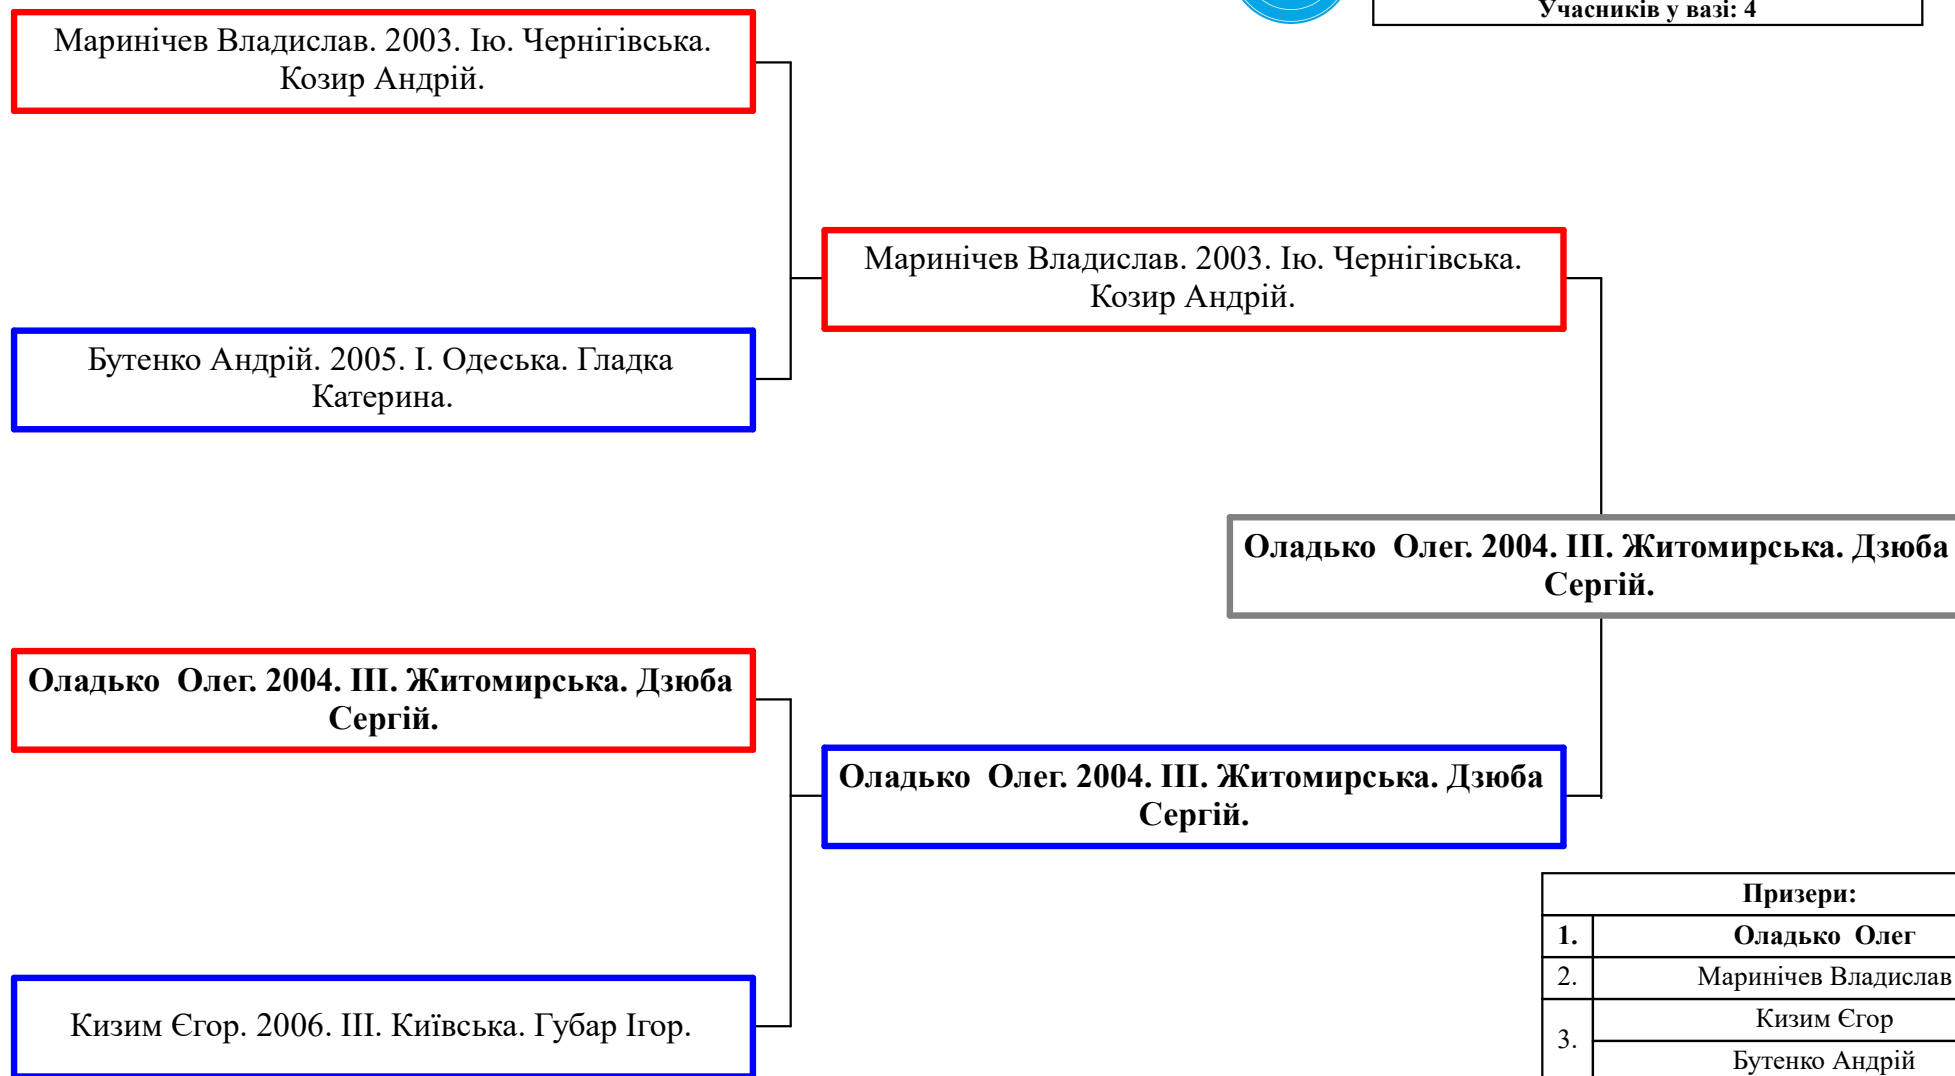 Учасників у вазі: 4
Маринічев Владислав. 2003. Ію. Чернігівська.
Козир Андрій.
Маринічев Владислав. 2003. Ію. Чернігівська.
Козир Андрій.
Бутенко Андрій. 2005. І. Одеська. Гладка
Катерина.
Оладько  Олег. 2004. ІІІ. Житомирська. Дзюба
Сергій.
Оладько  Олег. 2004. ІІІ. Житомирська. Дзюба
Сергій.
Оладько  Олег. 2004. ІІІ. Житомирська. Дзюба
Сергій.
Кизим Єгор. 2006. ІІІ. Київська. Губар Ігор.
Призери:
1. Оладько  Олег
2. Маринічев Владислав
3. Кизим Єгор
Бутенко Андрій